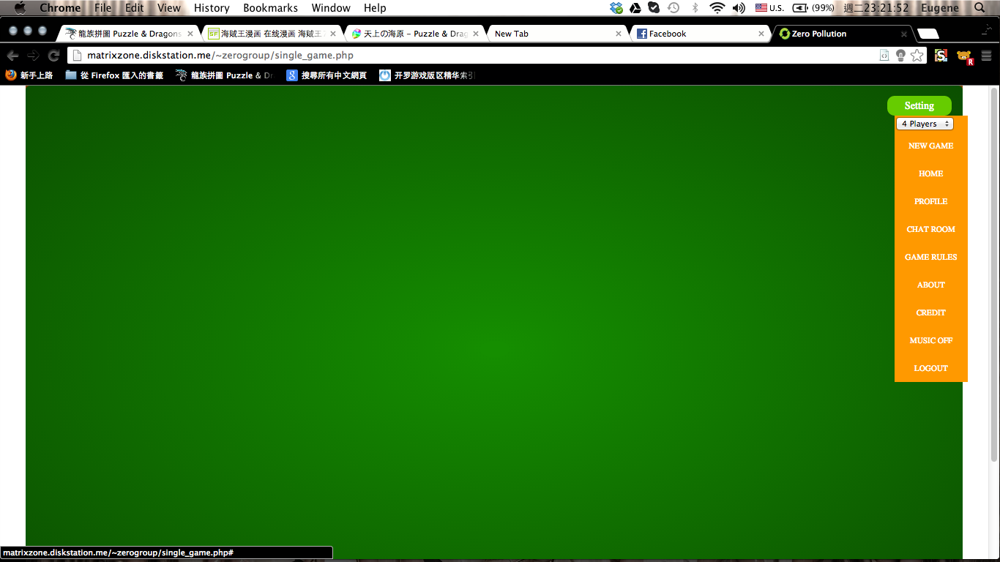 Chrome File Edit View History Bookmarks Window Help U.S. (99%) 週二23:21:52 Eugene
龍族拼圖 Puzzle & Dragons 海贼王漫画 在线漫画 海贼王 天上の海原 – Puzzle & Drag New Tab Facebook Zero Pollution
matrixzone.diskstation.me/~zerogroup/single_game.php
新手上路 從 Firefox 匯入的書籤 龍族拼圖 Puzzle & Dr 搜尋所有中文網頁 开罗游戏版区精华索引
Setting
4 Players
NEW GAME
HOME
PROFILE
CHAT ROOM
GAME RULES
ABOUT
CREDIT
MUSIC OFF
LOGOUT
matrixzone.diskstation.me/~zerogroup/single_game.php#